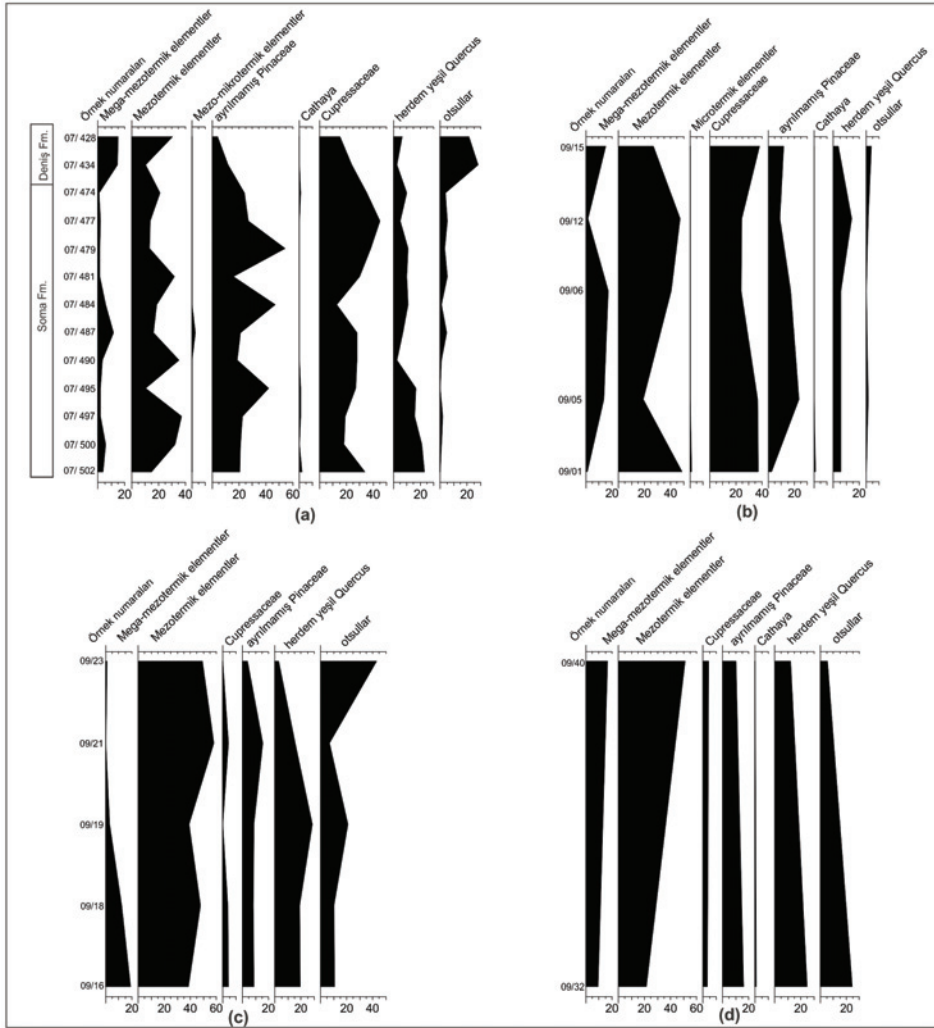 Örnek numaraları
Mega-mezotermik elementler
Mezotermik elementler
Mezo-mikrotermik elementler
ayrılmamış Pinaceae
Cathaya
Cupressaceae
herdem yeşil Quercus
otsullar
Deniş Fm.
Soma Fm.
07/ 428
07/ 434
07/ 474
07/ 477
07/ 479
07/ 481
07/ 484
07/ 487
07/ 490
07/ 495
07/ 497
07/ 500
07/ 502
20 20 40 20 40 60 20 40 20 20
(a)
Örnek numaraları
Mega-mezotermik elementler
Mezotermik elementler
Microtermik elementler
Cupressaceae
ayrılmamış Pinaceae
Cathaya
herdem yeşil Quercus
otsullar
09/15
09/12
09/06
09/05
09/01
20 20 40 20 40 20 20
(b)
Örnek numaraları
Mega-mezotermik elementler
Mezotermik elementler
Cupressaceae
ayrılmamış Pinaceae
herdem yeşil Quercus
otsullar
09/23
09/21
09/19
09/18
09/16
20 20 40 60 20 20 20 40
(c)
Örnek numaraları
Mega-mezotermik elementler
Mezotermik elementler
Cupressaceae
ayrılmamış Pinaceae
Cathaya
herdem yeşil Quercus
otsullar
09/40
09/32
20 20 40 60 20 20 20
(d)